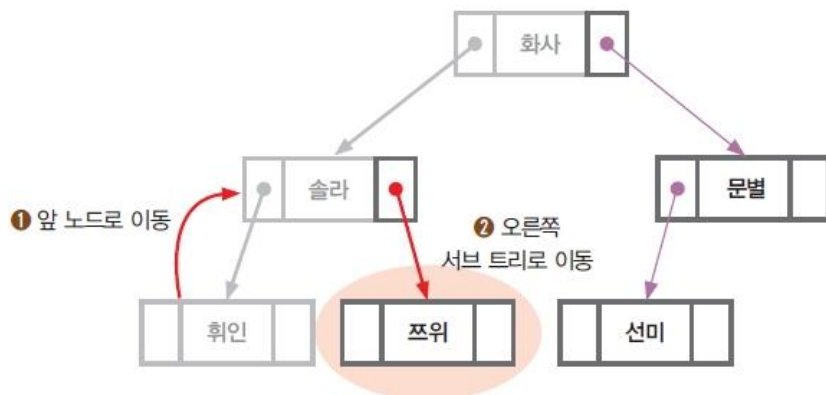 화사
솔라
문별
❶ 앞 노드로 이동
❷ 오른쪽
서브 트리로 이동
휘인
쯔위
선미